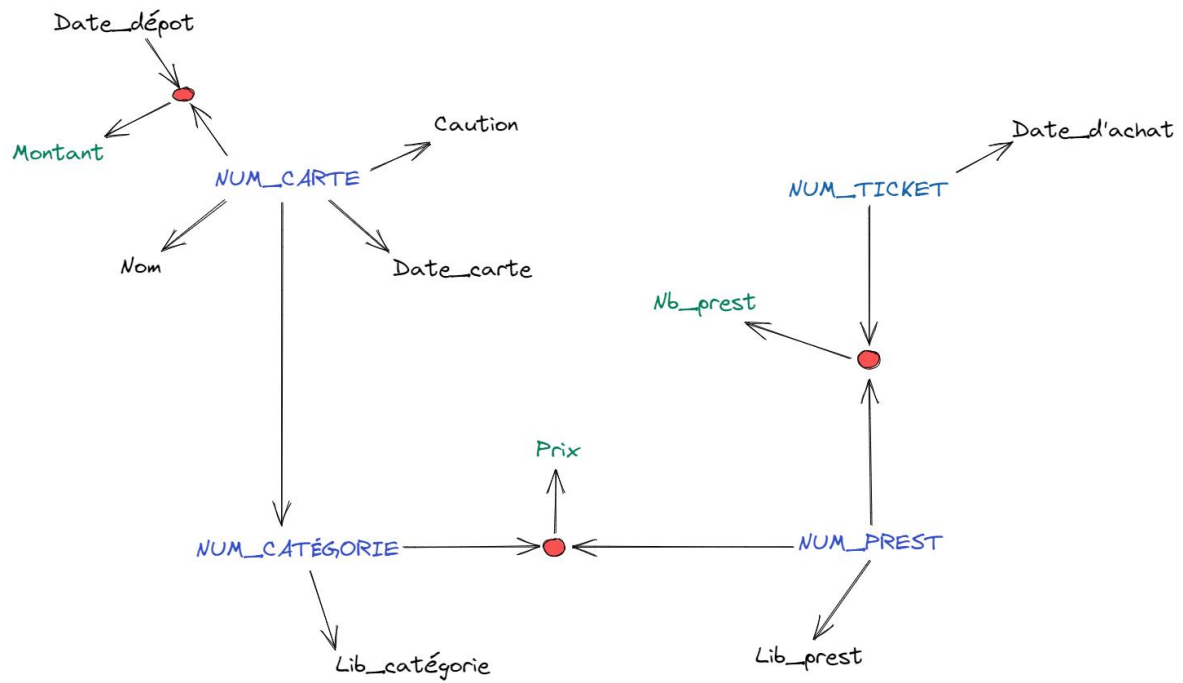 Date_dépot
Montant
Caution
NUM_CARTE
Nom
Date_carte
Date_d'achat
NUM_TICKET
Nb_prest
Prix
NUM_CATÉGORIE
NUM_PREST
Lib_catégorie
Lib_prest